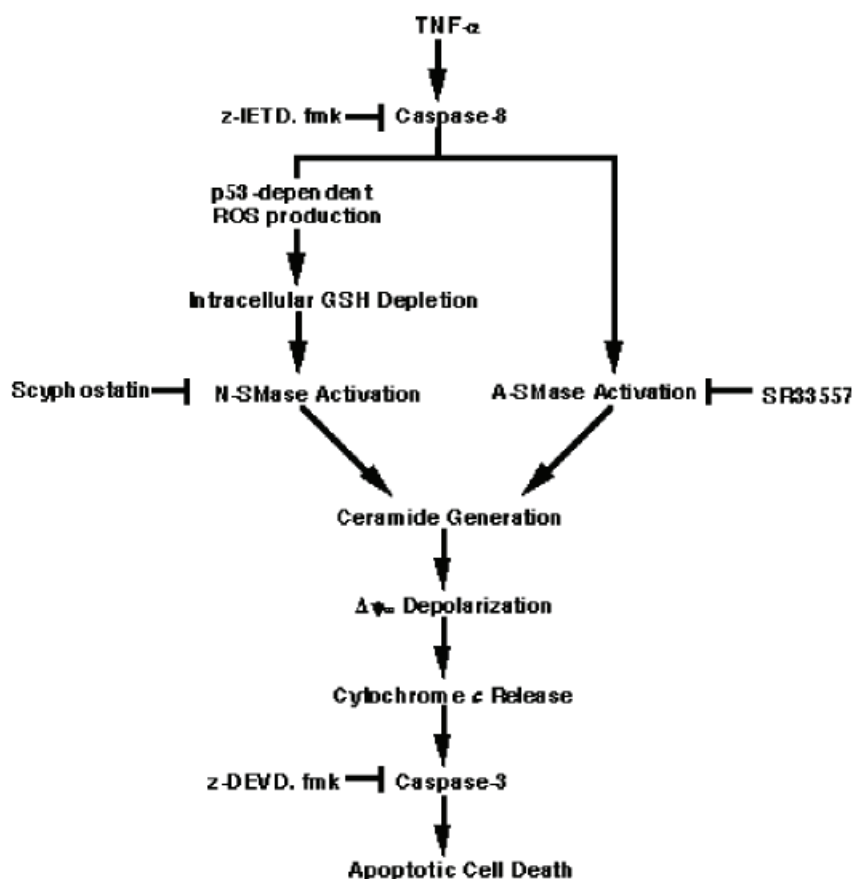 TNF-α
z-IETD. fmk
Caspase-8
p53-dependent
ROS production
Intracellular GSH Depletion
Scyphostatin
N-SMase Activation
A-SMase Activation
SR33557
Ceramide Generation
Δψm Depolarization
Cytochrome c Release
z-DEVD. fmk
Caspase-3
Apoptotic Cell Death